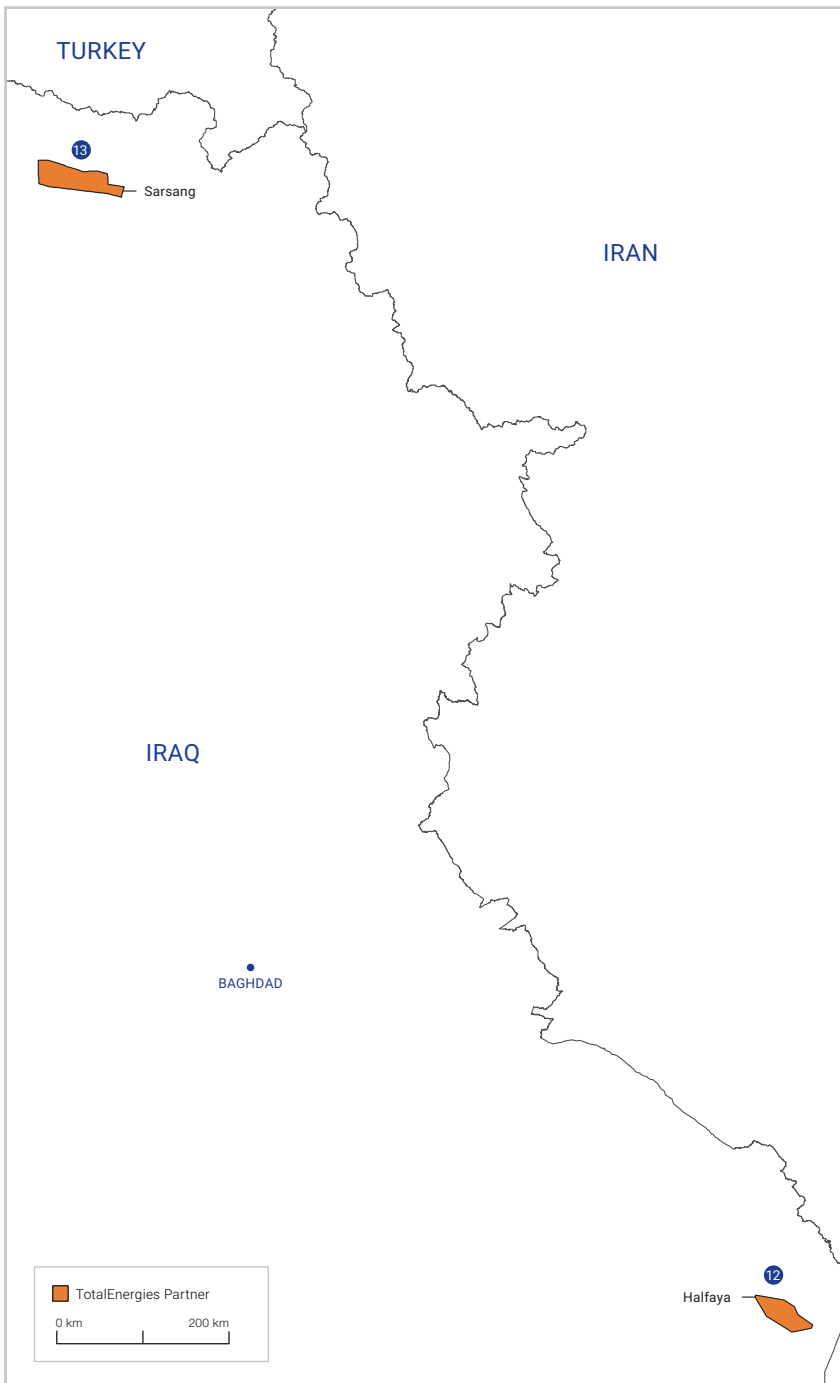 TURKEY
13
Sarsang
IRAN
IRAQ
BAGHDAD
12
Halfaya
TotalEnergies Partner
0 km 200 km